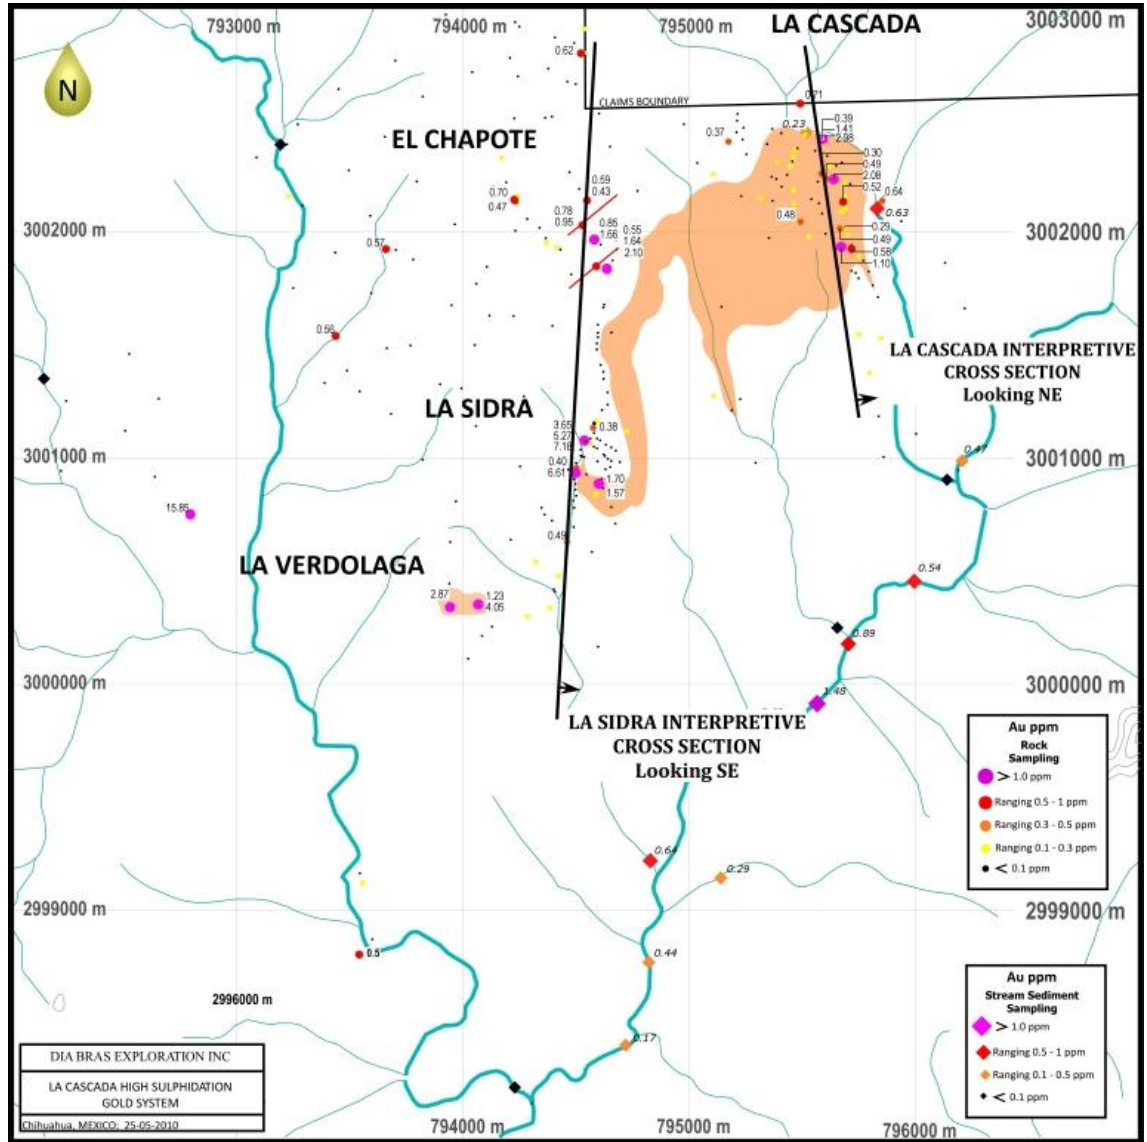 793000 m
794000 m
795000 m
LA CASCADA
3003000 m
N
0.62
CLAIMS BOUNDARY
0.71
EL CHAPOTE
0.37
0.23
0.39
1.41
2.98
0.30
0.49
2.08
0.52
0.64
0.63
0.59
0.43
0.70
0.47
0.78
0.95
0.85
1.66
0.55
1.64
2.10
0.48
0.29
0.49
0.58
1.10
3002000 m
3002000 m
0.57
0.56
LA CASCADA INTERPRETIVE
CROSS SECTION
Looking NE
LA SIDRA
3.65
5.27
7.18
0.38
0.40
6.61
1.70
1.57
3001000 m
3001000 m
0.47
15.85
0.49
LA VERDOLAGA
0.54
2.87
1.23
4.05
0.89
3000000 m
3000000 m
1.48
LA SIDRA INTERPRETIVE
CROSS SECTION
Looking SE
Au ppm
Rock
Sampling
> 1.0 ppm
Ranging 0.5 - 1 ppm
Ranging 0.3 - 0.5 ppm
Ranging 0.1 - 0.3 ppm
< 0.1 ppm
0.64
0.29
2999000 m
2999000 m
0.5
0.44
2996000 m
0.17
Au ppm
Stream Sediment
Sampling
> 1.0 ppm
Ranging 0.5 - 1 ppm
Ranging 0.1 - 0.5 ppm
< 0.1 ppm
DIA BRAS EXPLORATION INC
LA CASCADA HIGH SULPHIDATION
GOLD SYSTEM
Chihuahua, MEXICO; 25-05-2010
794000 m
795000 m
796000 m